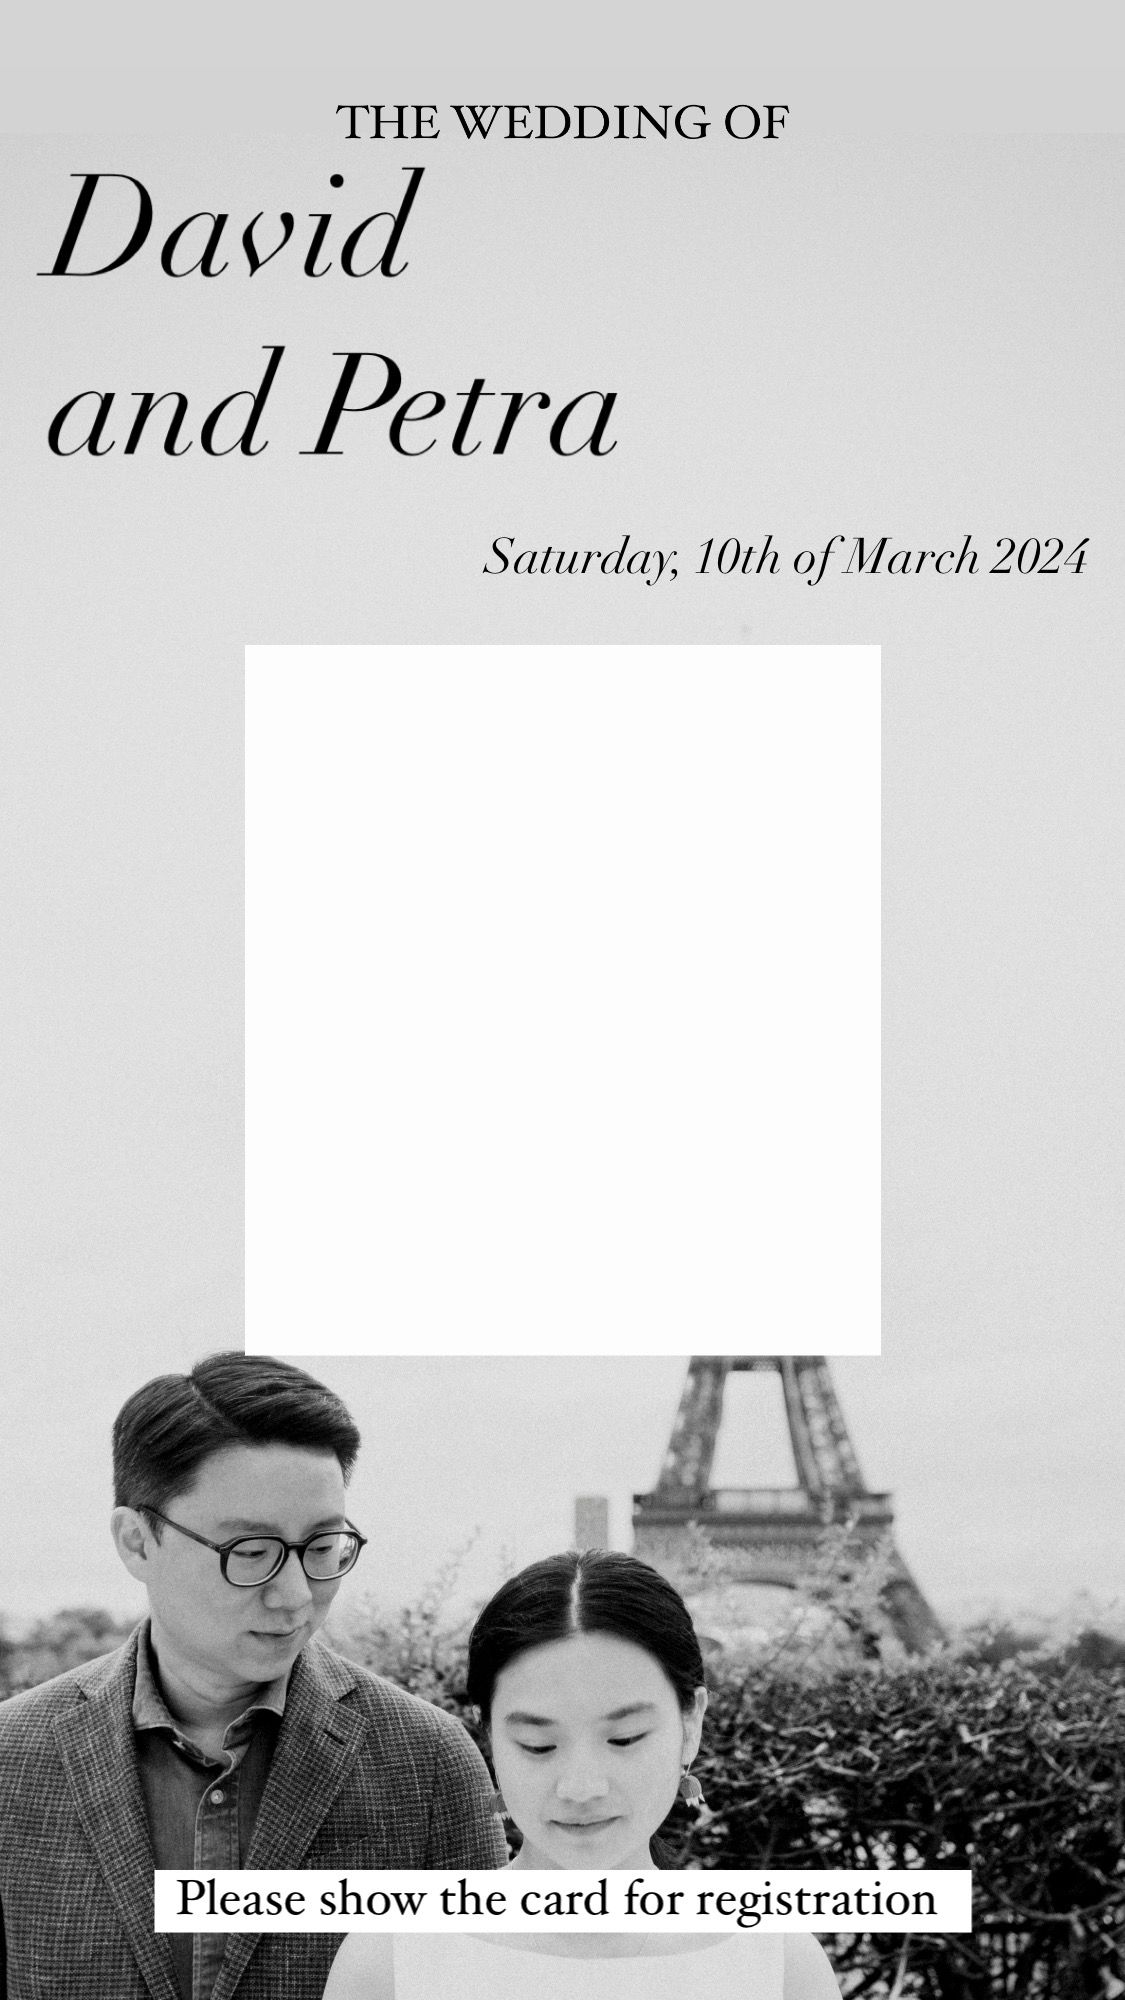 THE WEDDING OF
David
and Petra
Saturday, 10th of March 2024
Please show the card for registration